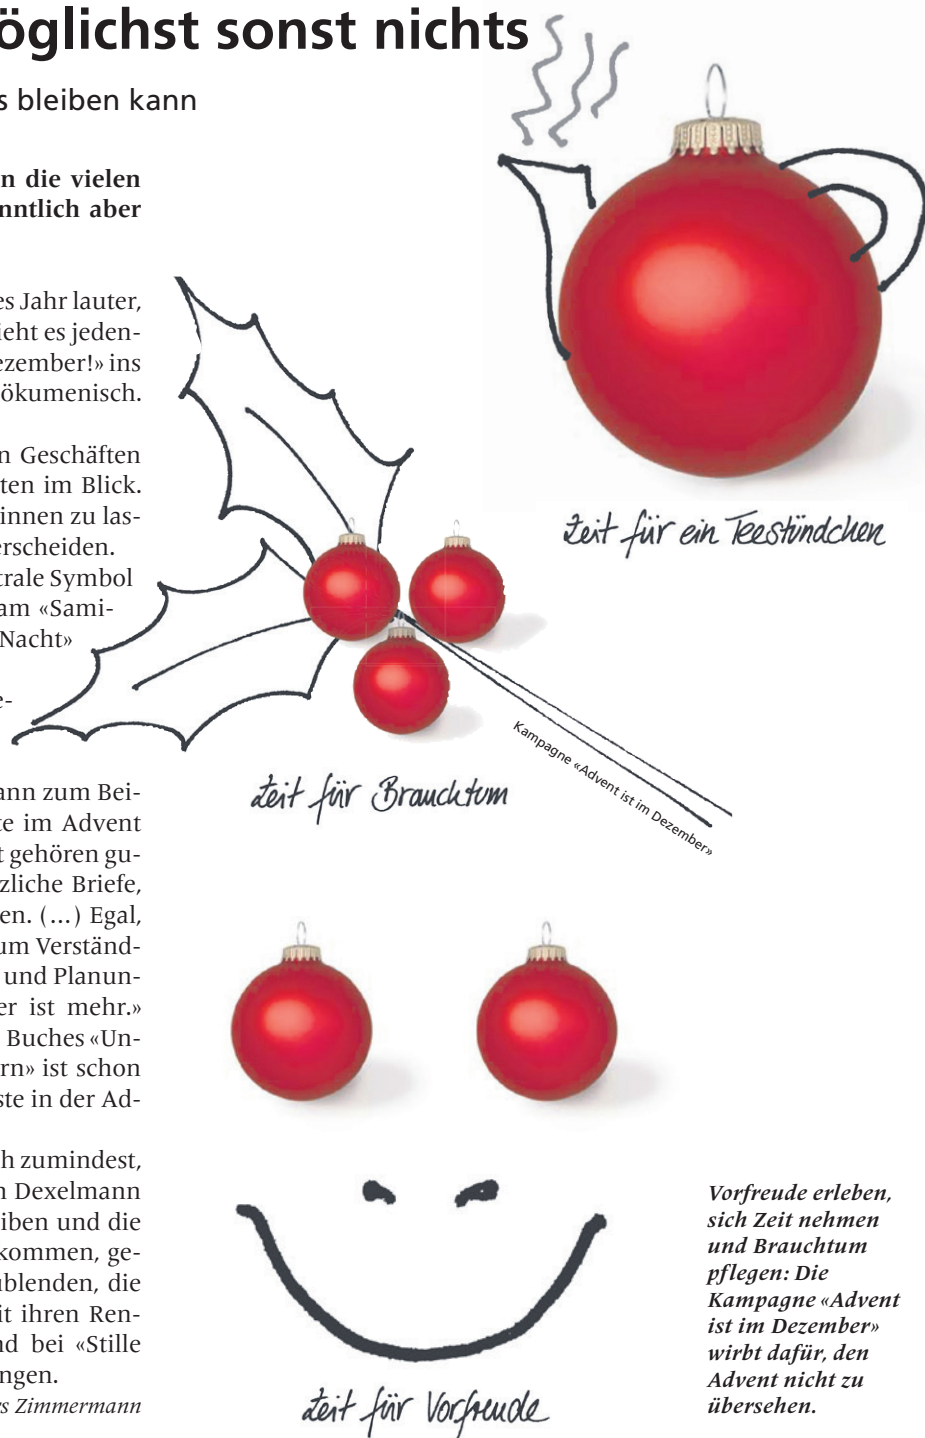 öglichst sonst nichts
s bleiben kann
n die vielen
nntlich aber
es Jahr lauter,
ieht es jeden-
ezember!» ins
ökumenisch.
n Geschäften
ten im Blick.
innen zu las-
erscheiden.
trale Symbol
am «Sami-
Nacht»
e-
ann zum Bei-
te im Advent
t gehören gu-
zliche Briefe,
en. (…) Egal,
um Verständ-
und Planun-
er ist mehr.»
Buches «Un-
rn» ist schon
ste in der Ad-
h zumindest,
n Dexelmann
iben und die
kommen, ge-
ublenden, die
it ihren Ren-
nd bei «Stille
ngen.
rs Zimmermann
Zeit für ein Teestündchen
Zeit für Brauchtum
Kampagne «Advent ist im Dezember»
Zeit für Vorfreude
Vorfreude erleben,
sich Zeit nehmen
und Brauchtum
pflegen: Die
Kampagne «Advent
ist im Dezember»
wirbt dafür, den
Advent nicht zu
übersehen.